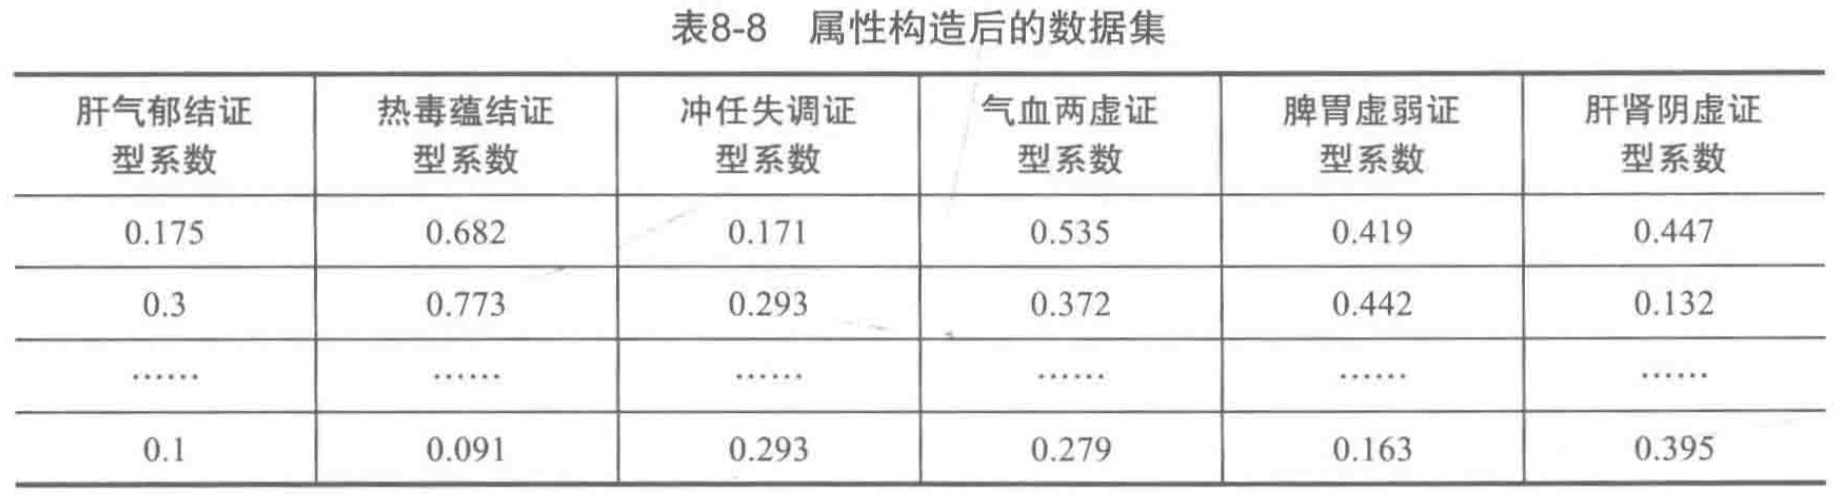 表8-8 属性构造后的数据集
肝气郁结证 热毒蕴结证 冲任失调证 气血两虚证 脾胃虚弱证 肝肾阴虚证
型系数 型系数 型系数 型系数 型系数 型系数
0.175 0.682 0.171 0.535 0.419 0.447
0.3 0.773 0.293 0.372 0.442 0.132
…… …… …… …… …… ……
0.1 0.091 0.293 0.279 0.163 0.395